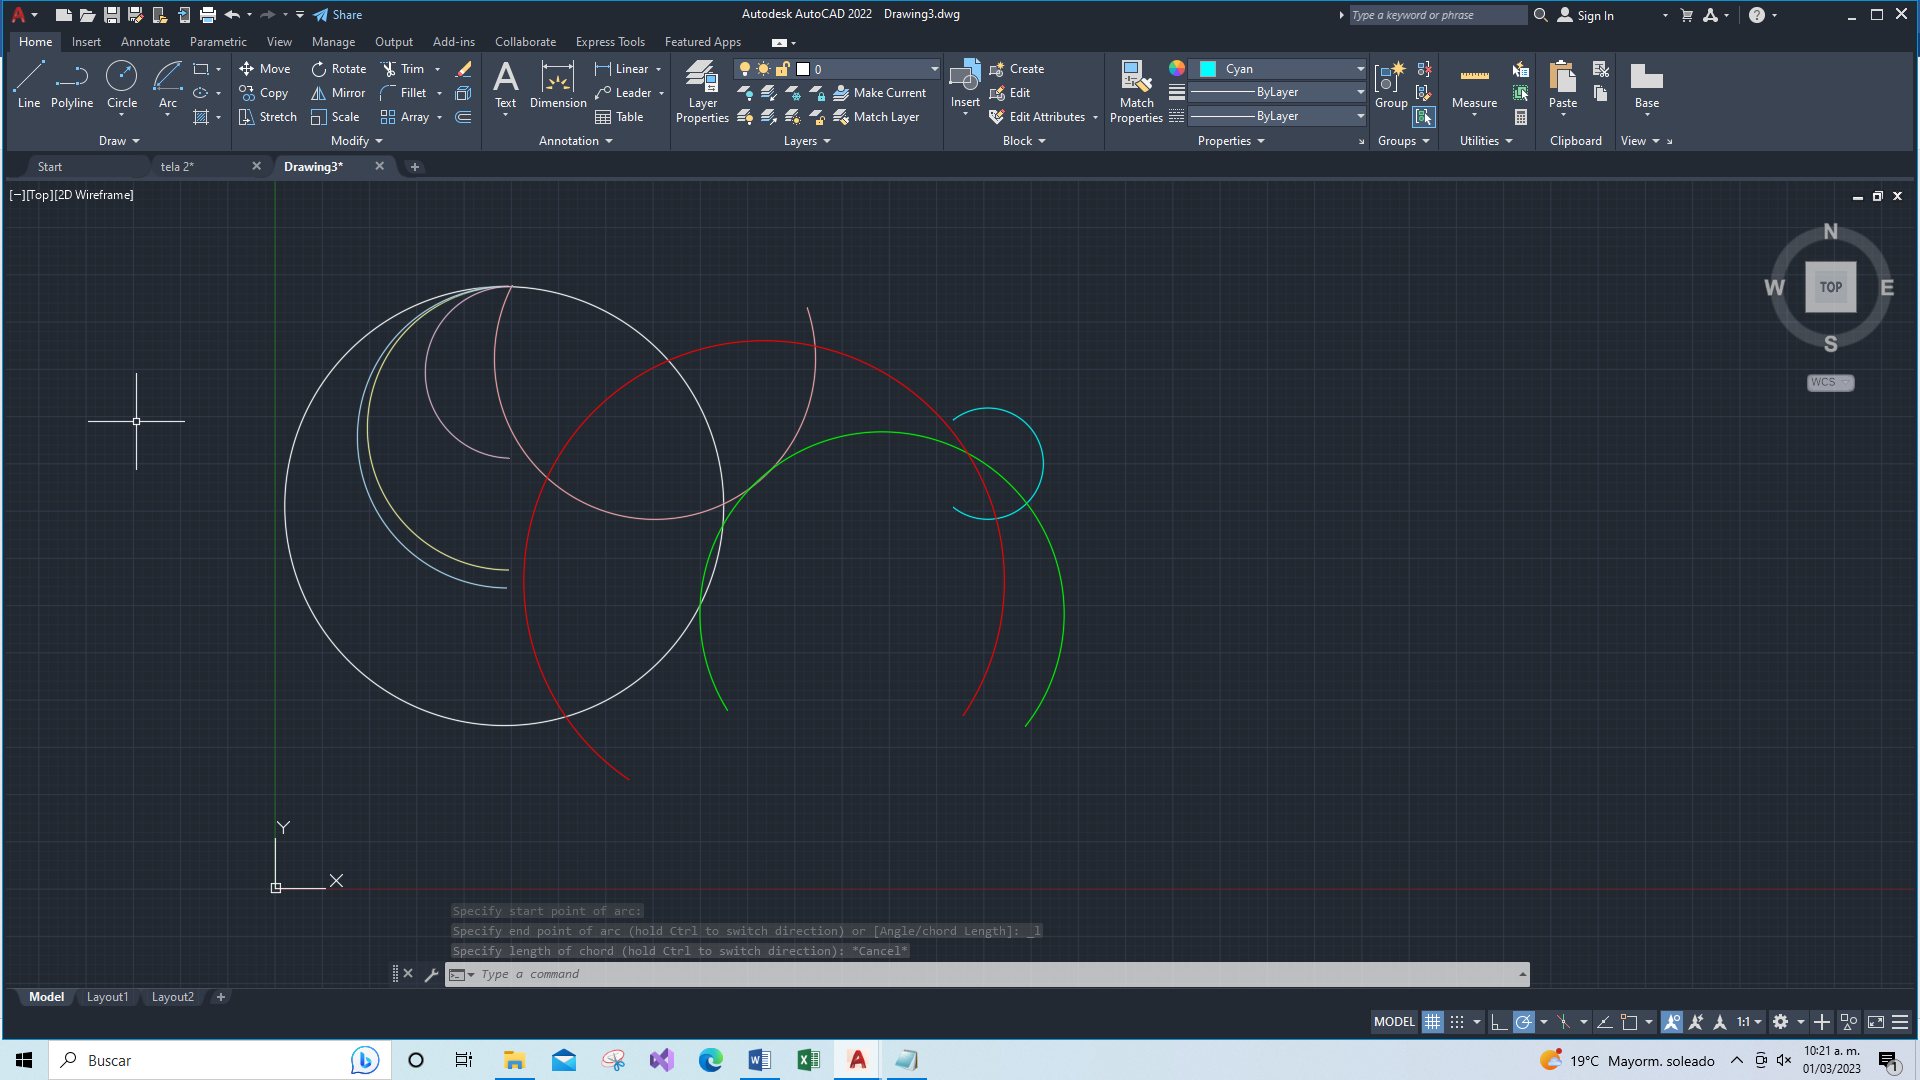 Share
Autodesk AutoCAD 2022 Drawing3.dwg
Type a keyword or phrase
Sign In
Home Insert Annotate Parametric View Manage Output Add-ins Collaborate Express Tools Featured Apps
Line Polyline Circle Arc
Draw
Move Rotate Trim
Copy Mirror Fillet
Stretch Scale Array
Modify
Text Dimension
Linear
Leader
Table
Annotation
Layer Properties
0
Make Current
Match Layer
Layers
Insert
Create
Edit
Edit Attributes
Block
Match Properties
Cyan
ByLayer
ByLayer
Properties
Group
Groups
Measure
Utilities
Paste
Clipboard
Base
View
Start tela 2* Drawing3*
[−][Top][2D Wireframe]
N
W TOP E
S
WCS
Y
X
Specify start point of arc:
Specify end point of arc (hold Ctrl to switch direction) or [Angle/chord Length]: _l
Specify length of chord (hold Ctrl to switch direction): *Cancel*
Type a command
Model Layout1 Layout2
MODEL 1:1
Buscar
19°C Mayorm. soleado
10:21 a. m.
01/03/2023
1